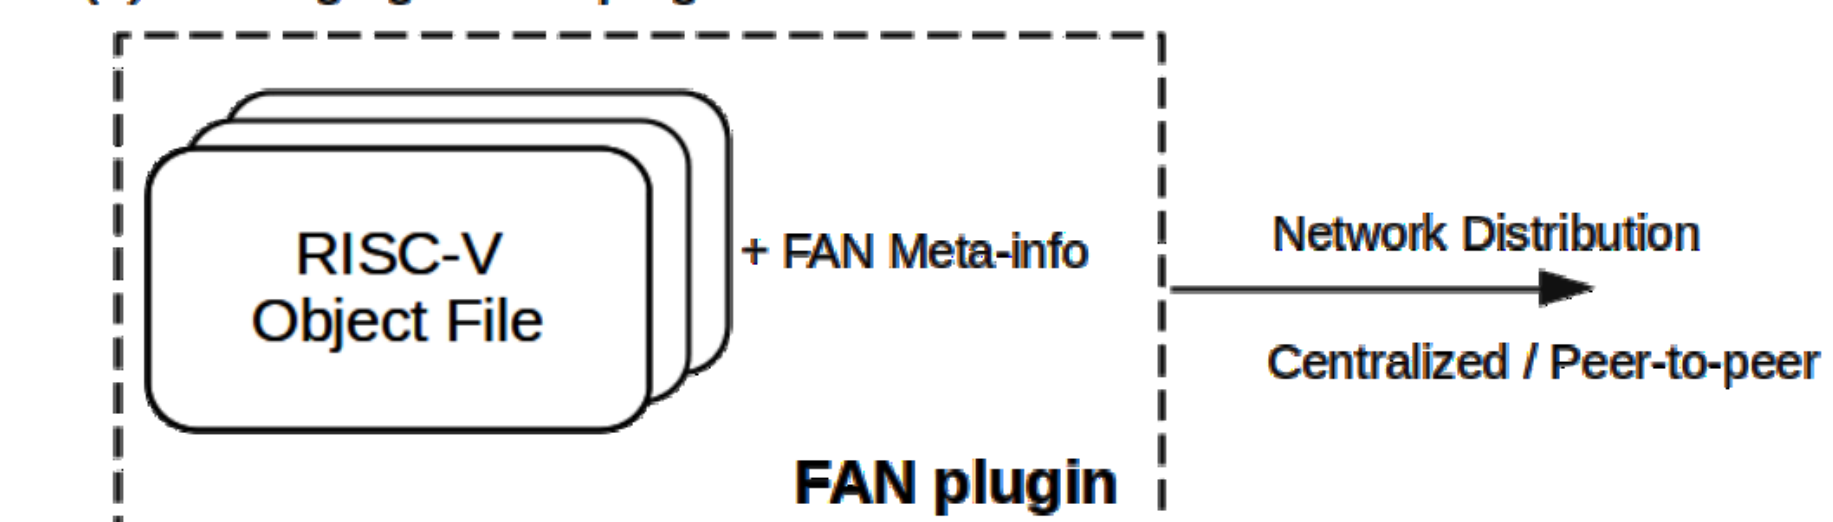 RISC-V
Object File
+ FAN Meta-info
Network Distribution
Centralized / Peer-to-peer
FAN plugin